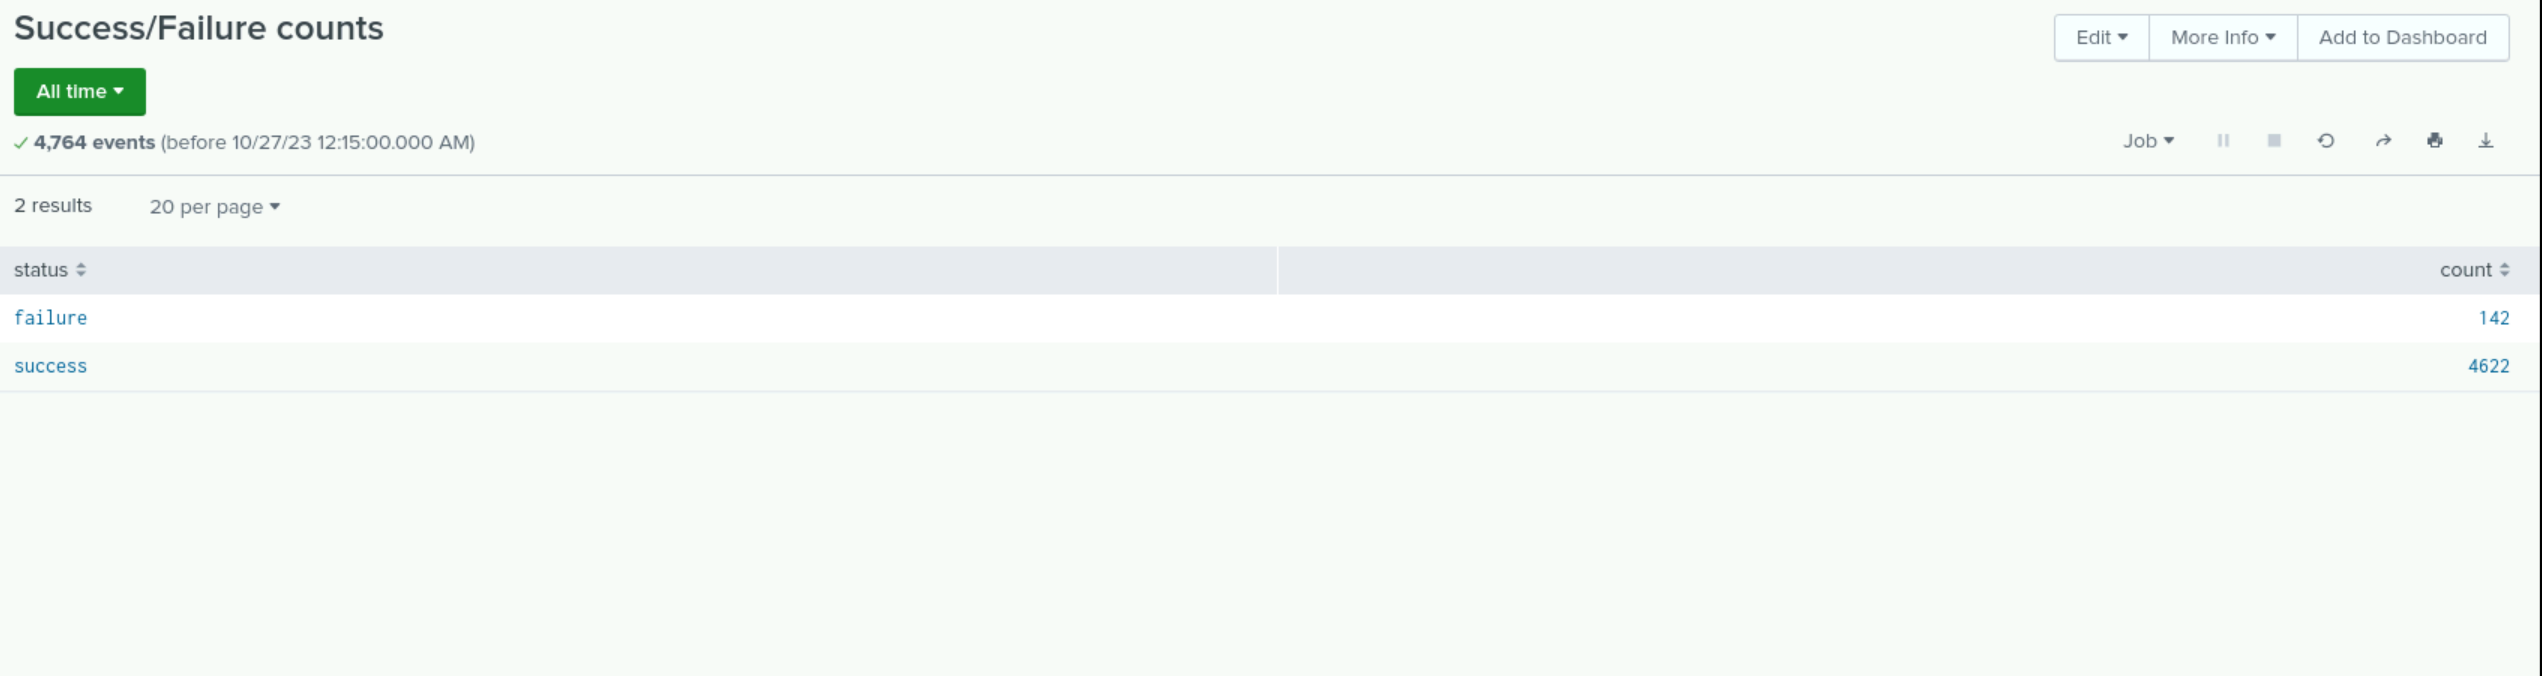 Success/Failure counts
Edit More Info Add to Dashboard
All time
4,764 events (before 10/27/23 12:15:00.000 AM)
Job
2 results 20 per page
status count
failure 142
success 4622